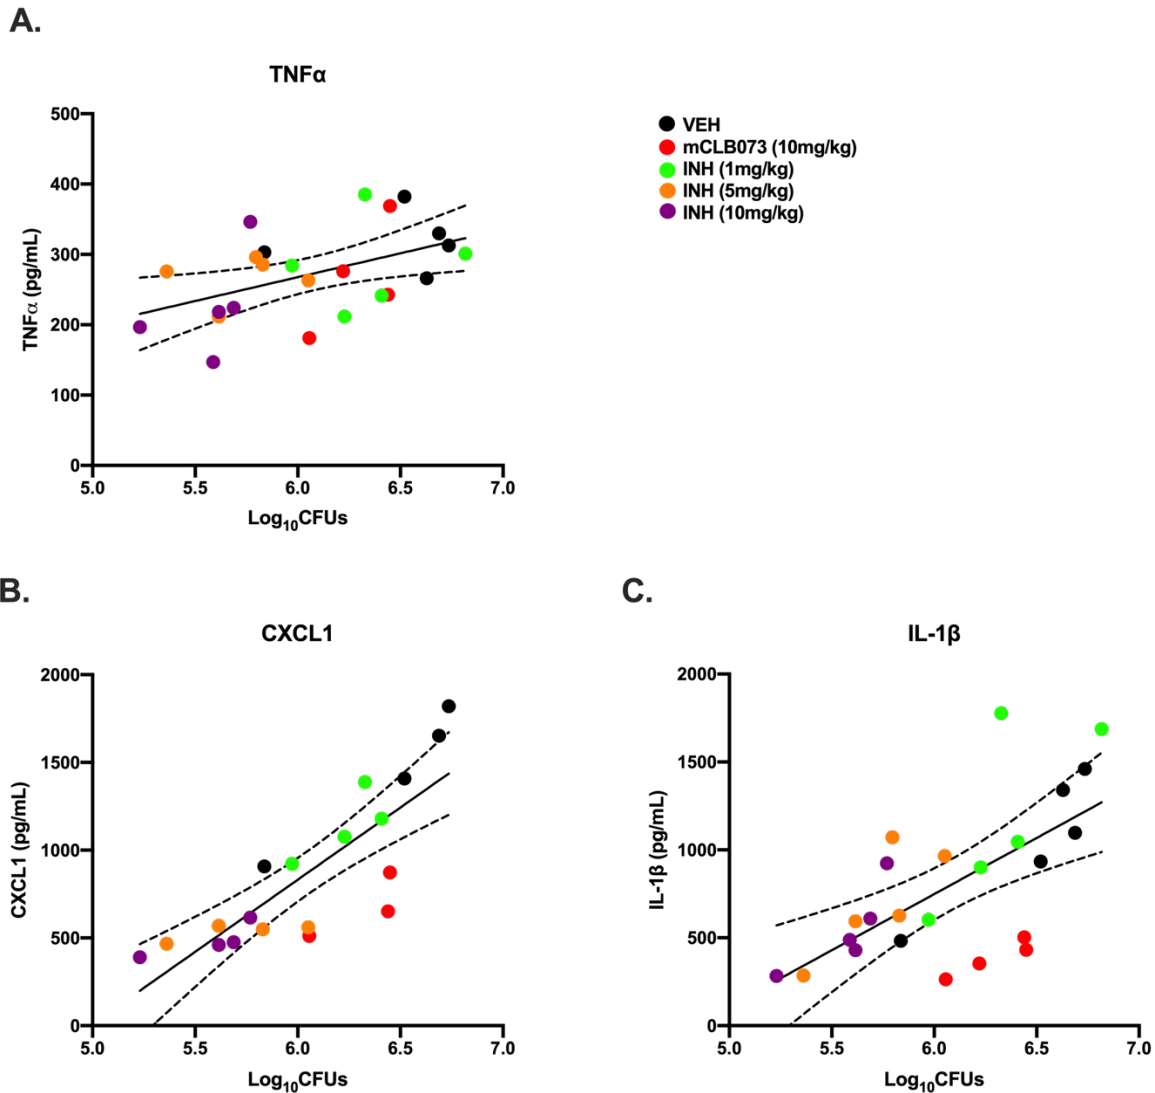 A.
TNFα
500
400
300
200
100
0
TNFα (pg/mL)
5.0 5.5 6.0 6.5 7.0
Log₁₀CFUs
VEH
mCLB073 (10mg/kg)
INH (1mg/kg)
INH (5mg/kg)
INH (10mg/kg)
B.
CXCL1
2000
1500
1000
500
0
CXCL1 (pg/mL)
5.0 5.5 6.0 6.5 7.0
Log₁₀CFUs
C.
IL-1β
2000
1500
1000
500
0
IL-1β (pg/mL)
5.0 5.5 6.0 6.5 7.0
Log₁₀CFUs